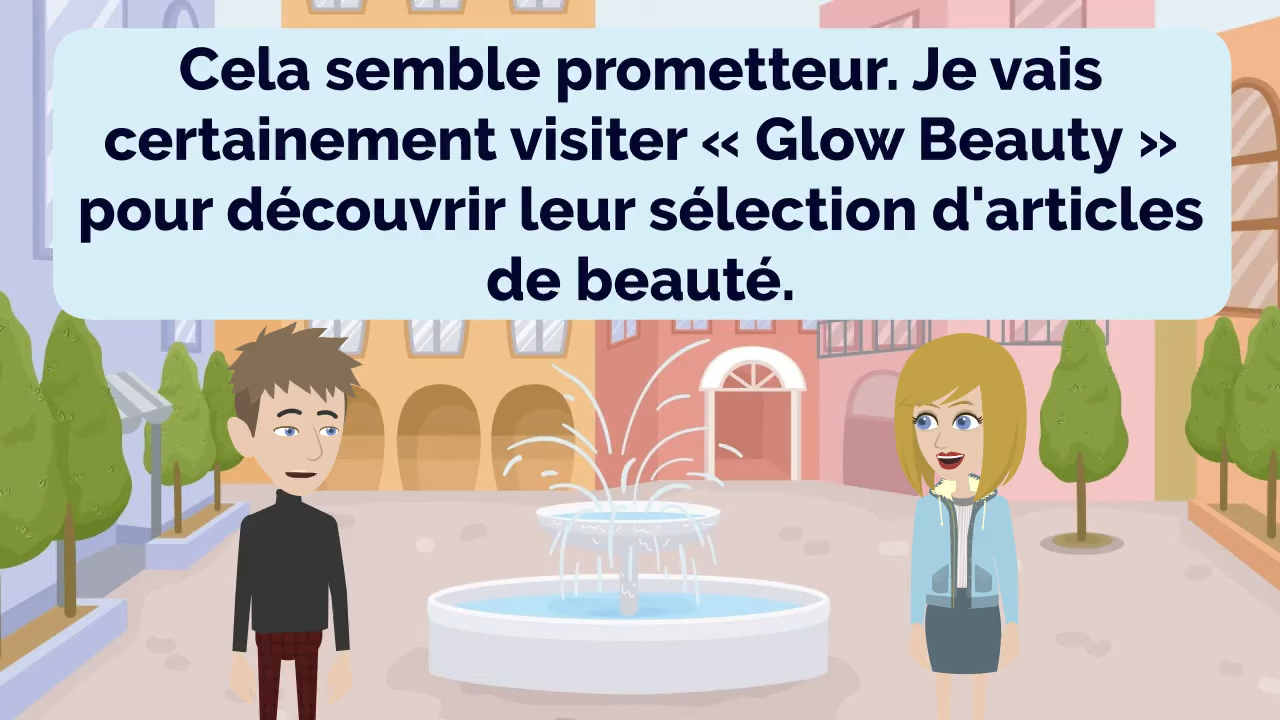 Cela semble prometteur. Je vais
certainement visiter « Glow Beauty »
pour découvrir leur sélection d'articles
de beauté.